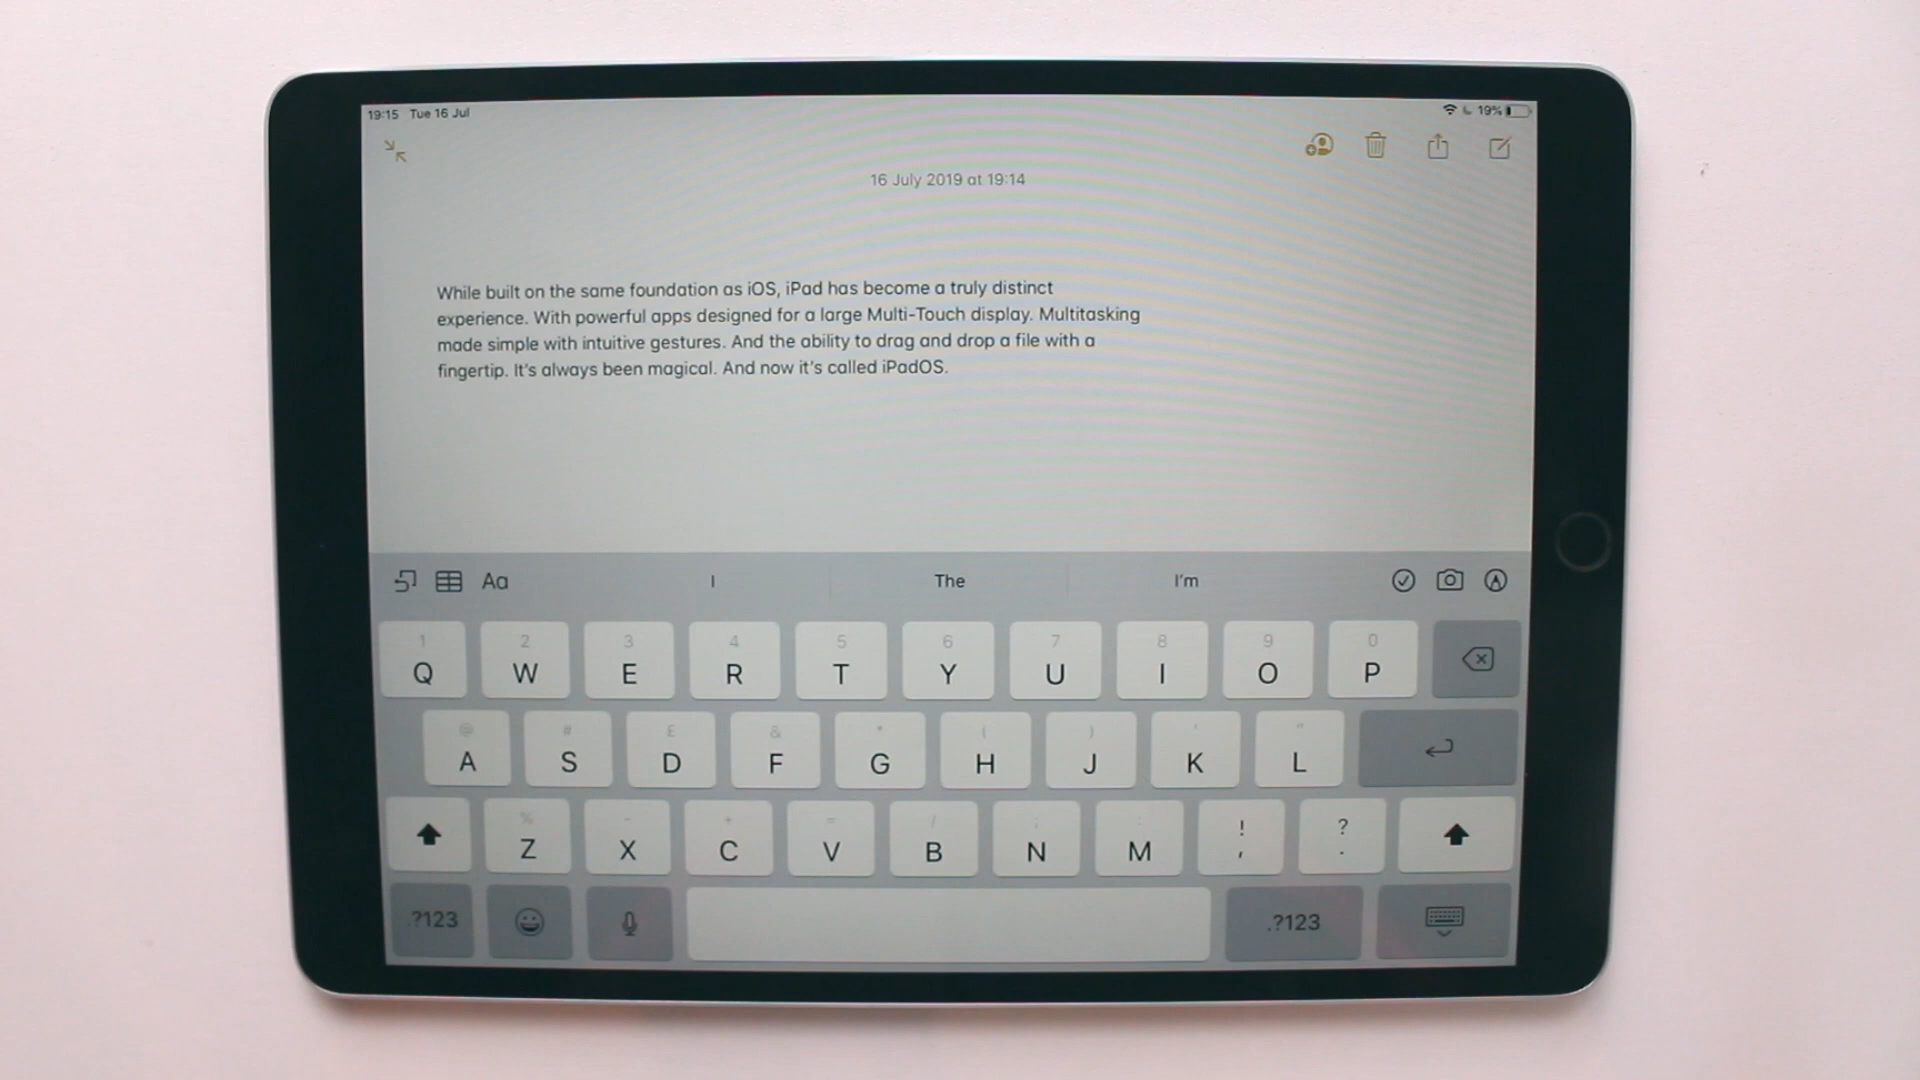 19:15 Tue 16 Jul 19%
16 July 2019 at 19:14
While built on the same foundation as iOS, iPad has become a truly distinct
experience. With powerful apps designed for a large Multi-Touch display. Multitasking
made simple with intuitive gestures. And the ability to drag and drop a file with a
fingertip. It's always been magical. And now it's called iPadOS.
Aa I The I'm
1 2 3 4 5 6 7 8 9 0
Q W E R T Y U I O P
@ # £ & * ( ) ' "
A S D F G H J K L
% - + = / ; : ! ?
Z X C V B N M , .
.?123 .?123